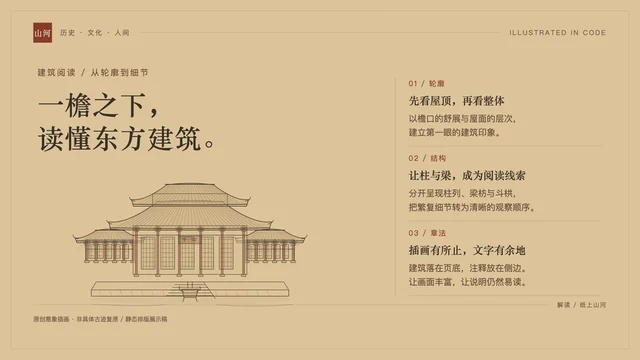 山河
历史 · 文化 · 人间
ILLUSTRATED IN CODE
建筑阅读 / 从轮廓到细节
一檐之下，
读懂东方建筑。
01 / 轮廓
先看屋顶，再看整体
以檐口的舒展与屋面的层次，
建立第一眼的建筑印象。
02 / 结构
让柱与梁，成为阅读线索
分开呈现柱列、梁枋与斗栱，
把繁复细节转为清晰的观察顺序。
03 / 章法
插画有所止，文字有余地
建筑落在页底，注释放在侧边。
让画面丰富，让说明仍然易读。
解读 / 纸上山河
原创意象插画 · 非具体古迹复原 / 静态排版展示稿